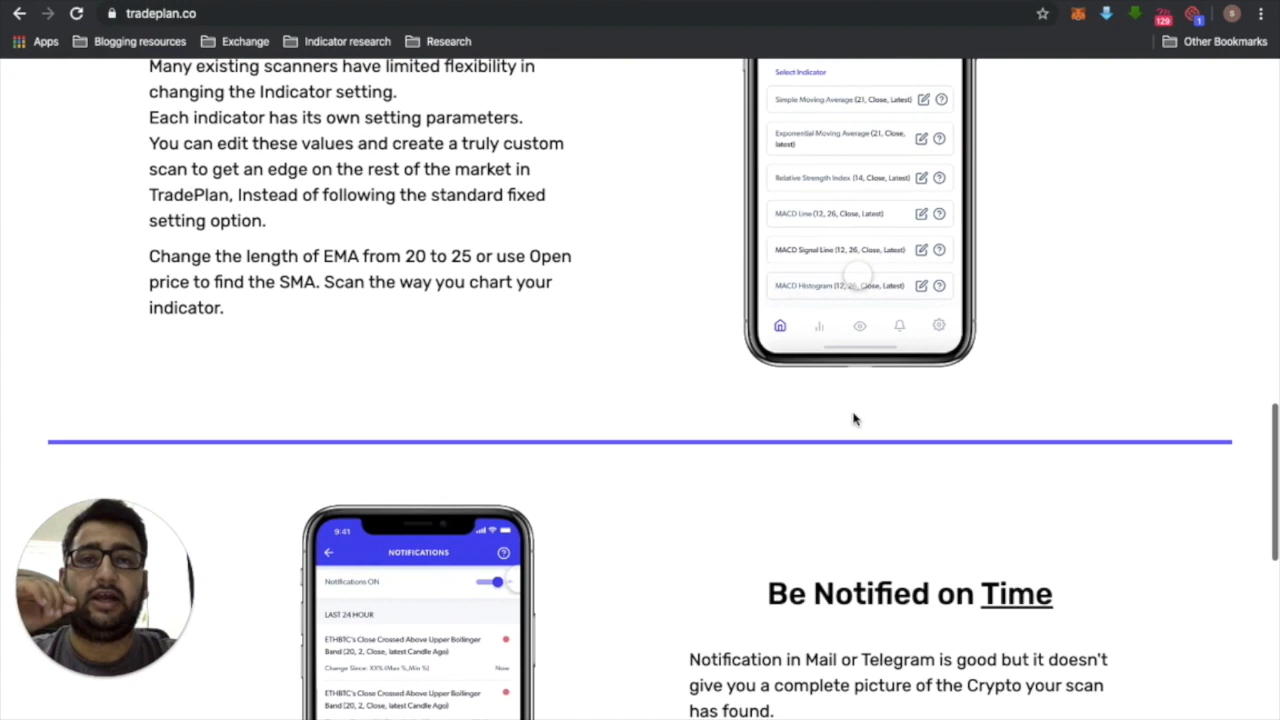 tradeplan.co
129
1
S
Apps
Blogging resources
Exchange
Indicator research
Research
Other Bookmarks
Many existing scanners have limited flexibility in
changing the Indicator setting.
Each indicator has its own setting parameters.
You can edit these values and create a truly custom
scan to get an edge on the rest of the market in
TradePlan, Instead of following the standard fixed
setting option.
Change the length of EMA from 20 to 25 or use Open
price to find the SMA. Scan the way you chart your
indicator.
Select Indicator
Simple Moving Average (21, Close, Latest)
Exponential Moving Average (21, Close,
latest)
Relative Strength Index (14, Close, Latest)
MACD Line (12, 26, Close, Latest)
MACD Signal Line (12, 26, Close, Latest)
MACD Histogram (12, 26, Close, Latest)
9:41
NOTIFICATIONS
Notifications ON
LAST 24 HOUR
ETHBTC's Close Crossed Above Upper Bollinger
Band (20, 2, Close, latest Candle Ago)
Change Since: XX% (Max %,Min %)
Now
ETHBTC's Close Crossed Above Upper Bollinger
Band (20, 2, Close, latest Candle Ago)
Be Notified on Time
Notification in Mail or Telegram is good but it doesn't
give you a complete picture of the Crypto your scan
has found.